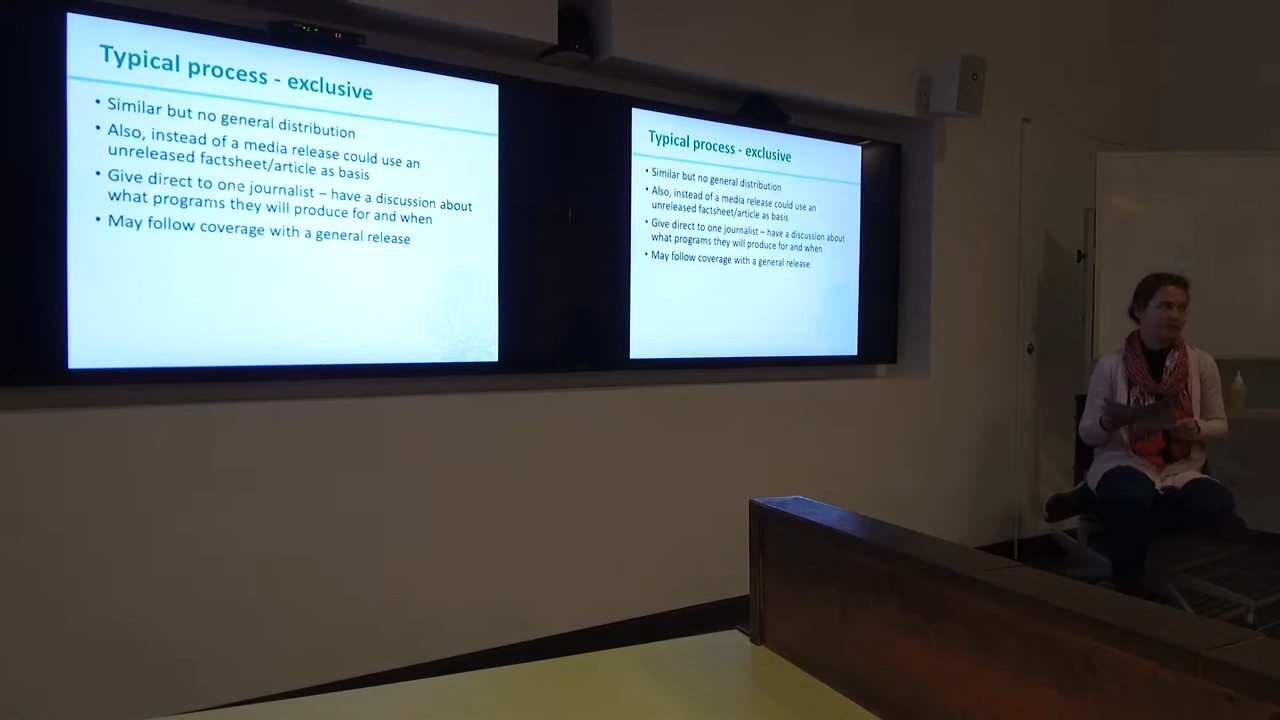 Typical process - exclusive
• Similar but no general distribution
• Also, instead of a media release could use an
unreleased factsheet/article as basis
• Give direct to one journalist – have a discussion about
what programs they will produce for and when
• May follow coverage with a general release
Typical process - exclusive
• Similar but no general distribution
• Also, instead of a media release could use an
unreleased factsheet/article as basis
• Give direct to one journalist – have a discussion about
what programs they will produce for and when
• May follow coverage with a general release